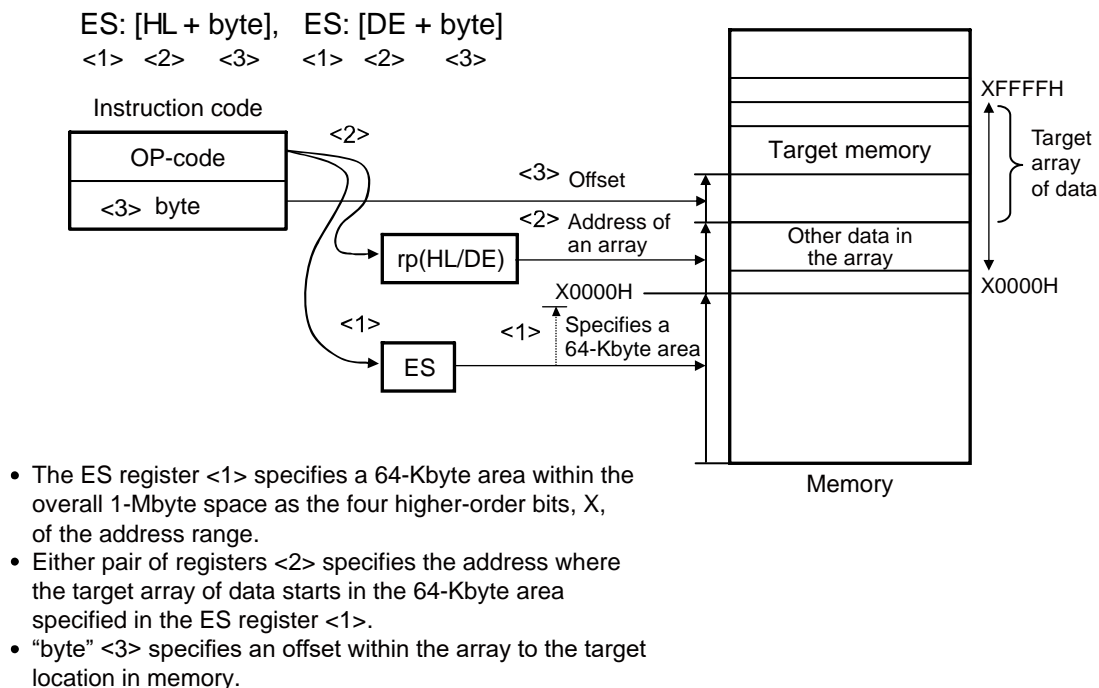 ES: [HL + byte], ES: [DE + byte]
<1> <2> <3> <1> <2> <3>
Instruction code
OP-code
<3> byte
<2>
<3> Offset
<2> Address of
an array
rp(HL/DE)
X0000H
<1>
<1>
Specifies a
64-Kbyte area
ES
XFFFFH
Target memory
Target
array
of data
Other data in
the array
X0000H
Memory
• The ES register <1> specifies a 64-Kbyte area within the
overall 1-Mbyte space as the four higher-order bits, X,
of the address range.
• Either pair of registers <2> specifies the address where
the target array of data starts in the 64-Kbyte area
specified in the ES register <1>.
• “byte” <3> specifies an offset within the array to the target
location in memory.